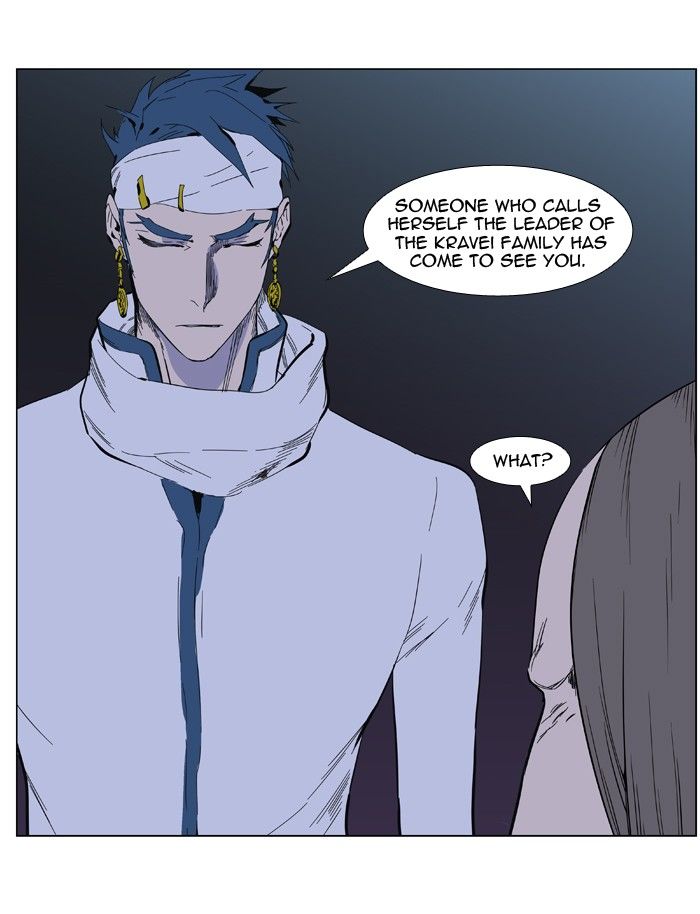 SOMEONE WHO CALLS
HERSELF THE LEADER OF
THE KRAVEI FAMILY HAS
COME TO SEE YOU.
WHAT?